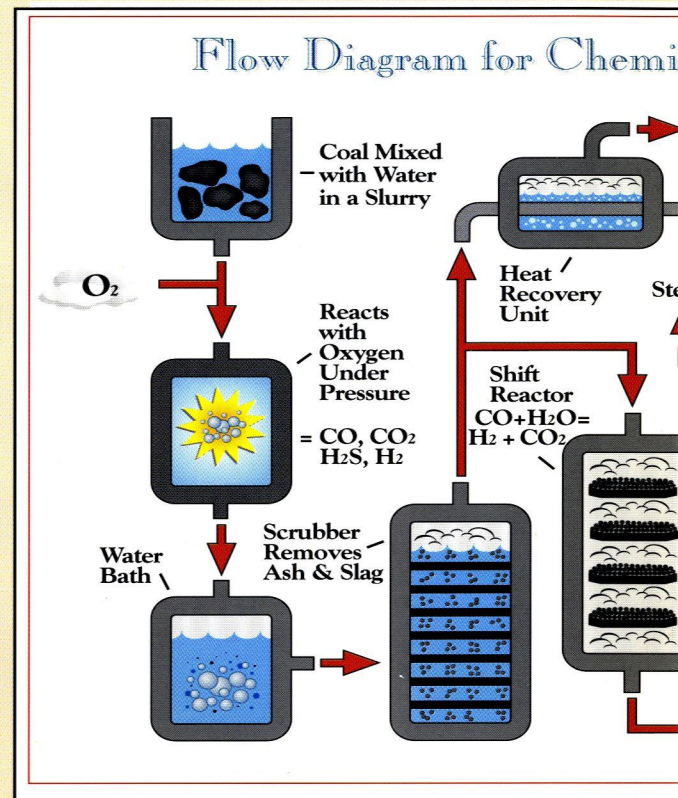 Flow Diagram for Chemi
Coal Mixed
with Water
in a Slurry
O₂
Reacts
with
Oxygen
Under
Pressure
= CO, CO₂
H₂S, H₂
Water
Bath
Scrubber
Removes
Ash & Slag
Heat
Recovery
Unit
Ste
Shift
Reactor
CO+H₂O=
H₂ + CO₂